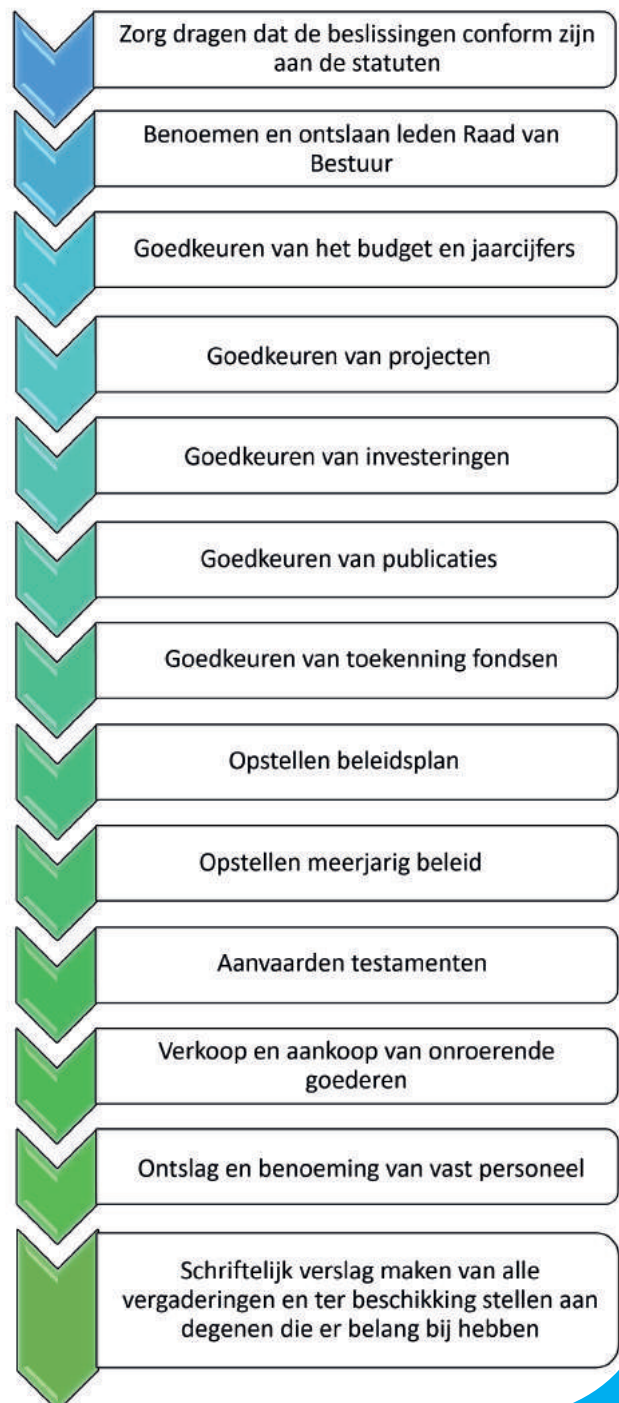 Zorg dragen dat de beslissingen conform zijn
aan de statuten
Benoemen en ontslaan leden Raad van
Bestuur
Goedkeuren van het budget en jaarcijfers
Goedkeuren van projecten
Goedkeuren van investeringen
Goedkeuren van publicaties
Goedkeuren van toekenning fondsen
Opstellen beleidsplan
Opstellen meerjarig beleid
Aanvaarden testamenten
Verkoop en aankoop van onroerende
goederen
Ontslag en benoeming van vast personeel
Schriftelijk verslag maken van alle
vergaderingen en ter beschikking stellen aan
degenen die er belang bij hebben